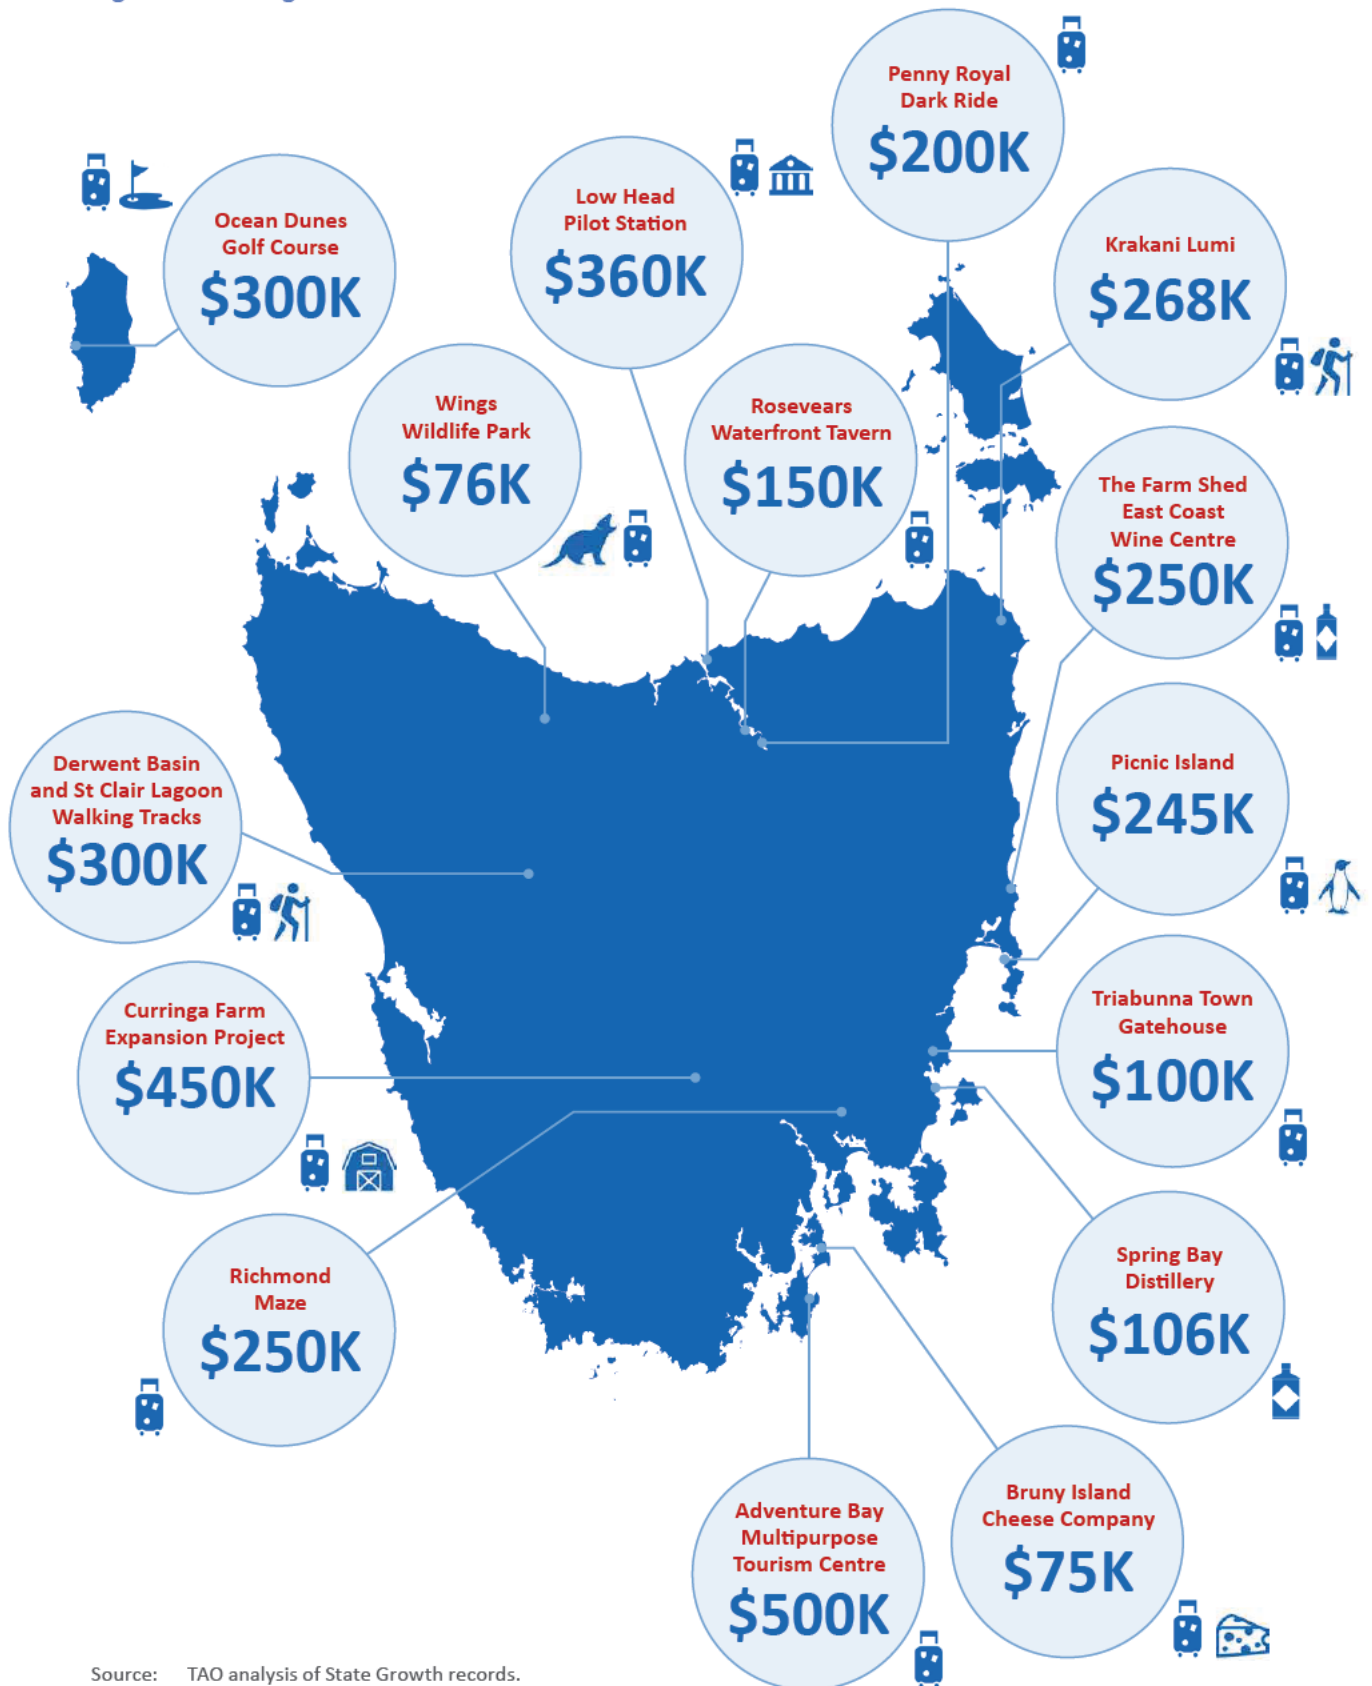 Penny Royal
Dark Ride
$200K
Ocean Dunes
Golf Course
$300K
Low Head
Pilot Station
$360K
Krakani Lumi
$268K
Wings
Wildlife Park
$76K
Rosevears
Waterfront Tavern
$150K
The Farm Shed
East Coast
Wine Centre
$250K
Derwent Basin
and St Clair Lagoon
Walking Tracks
$300K
Picnic Island
$245K
Curringa Farm
Expansion Project
$450K
Triabunna Town
Gatehouse
$100K
Richmond
Maze
$250K
Spring Bay
Distillery
$106K
Adventure Bay
Multipurpose
Tourism Centre
$500K
Bruny Island
Cheese Company
$75K
Source: TAO analysis of State Growth records.